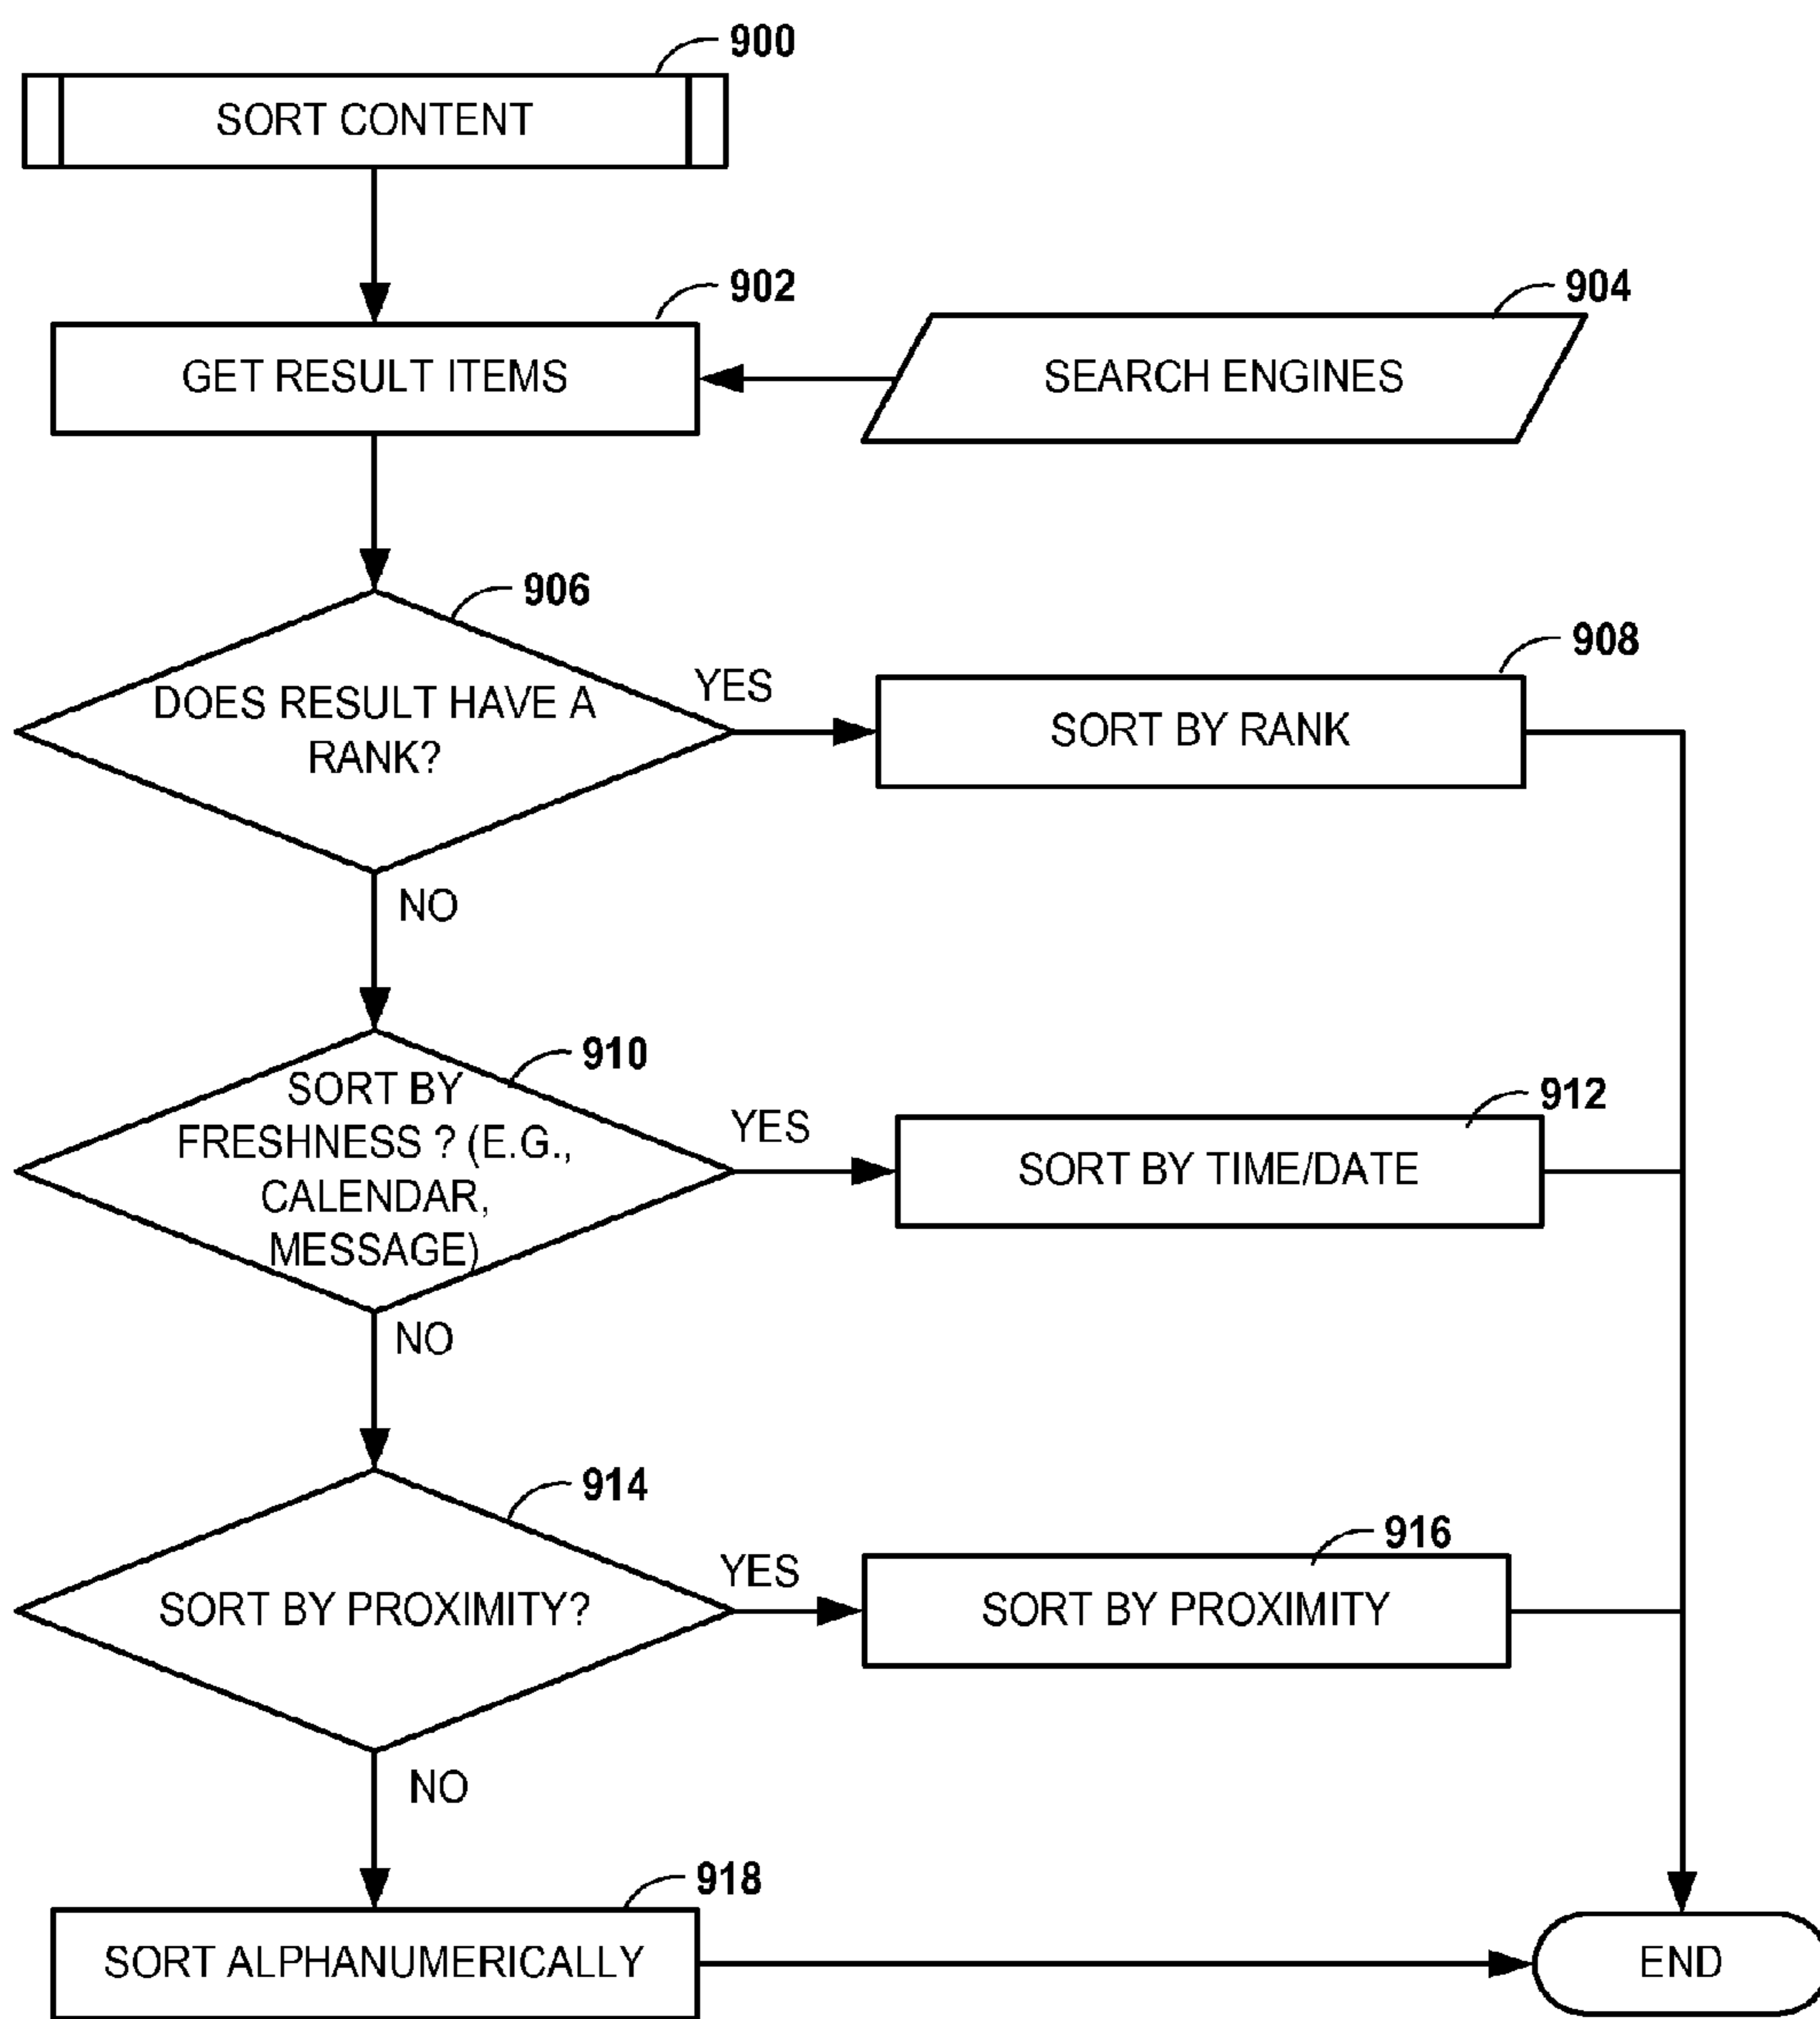 900
SORT CONTENT
902
904
GET RESULT ITEMS
SEARCH ENGINES
906
908
DOES RESULT HAVE A
RANK?
YES
SORT BY RANK
NO
910
SORT BY
FRESHNESS ? (E.G.,
CALENDAR,
MESSAGE)
YES
912
SORT BY TIME/DATE
NO
914
SORT BY PROXIMITY?
YES
916
SORT BY PROXIMITY
NO
918
SORT ALPHANUMERICALLY
END